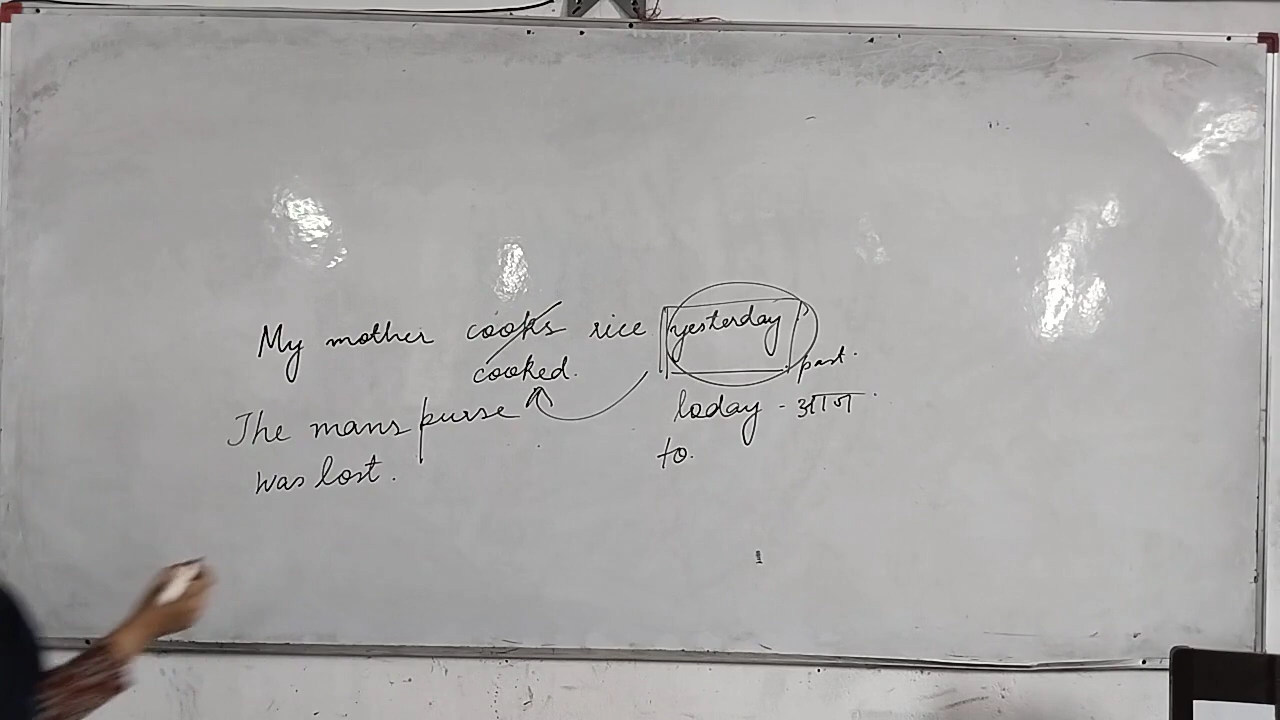 My mother cooks rice yesterday
cooked.
past.
The mans purse
today - आज.
was lost.
to.